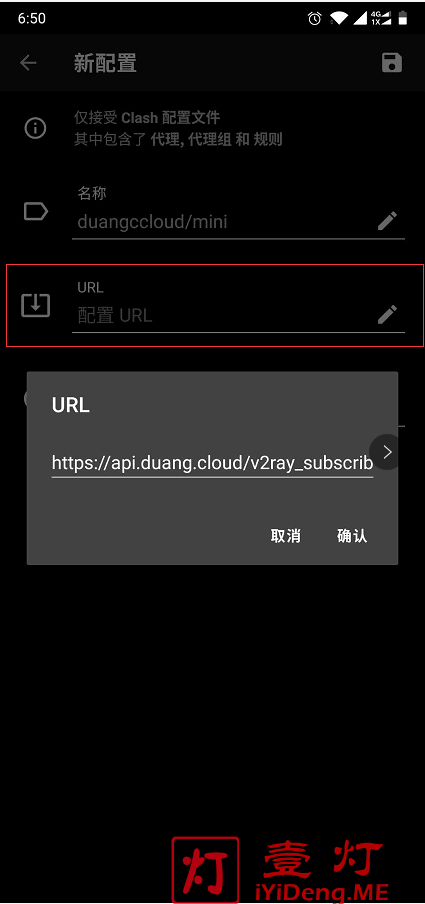 6:50
4G
1X
新配置
仅接受 Clash 配置文件
其中包含了 代理, 代理组 和 规则
名称
duangccloud/mini
URL
配置 URL
URL
https://api.duang.cloud/v2ray_subscrib
取消
确认
灯 壹灯
iYiDeng.ME